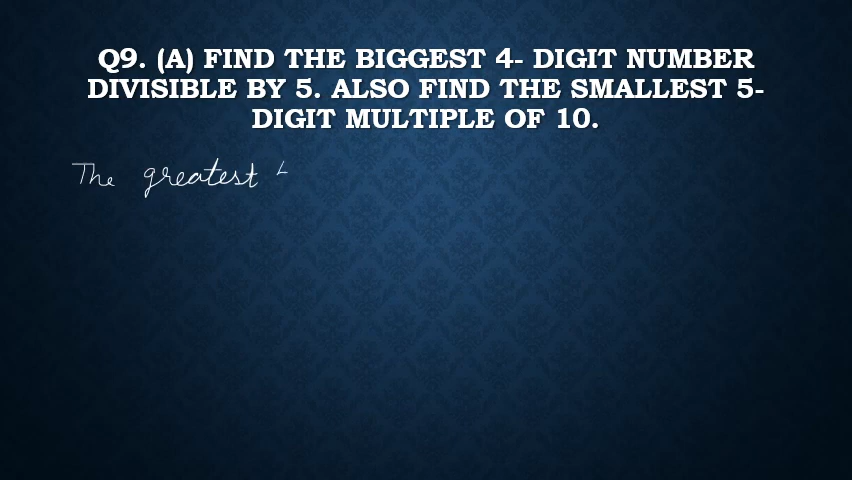 Q9. (A) FIND THE BIGGEST 4- DIGIT NUMBER
DIVISIBLE BY 5. ALSO FIND THE SMALLEST 5-
DIGIT MULTIPLE OF 10.
The greatest